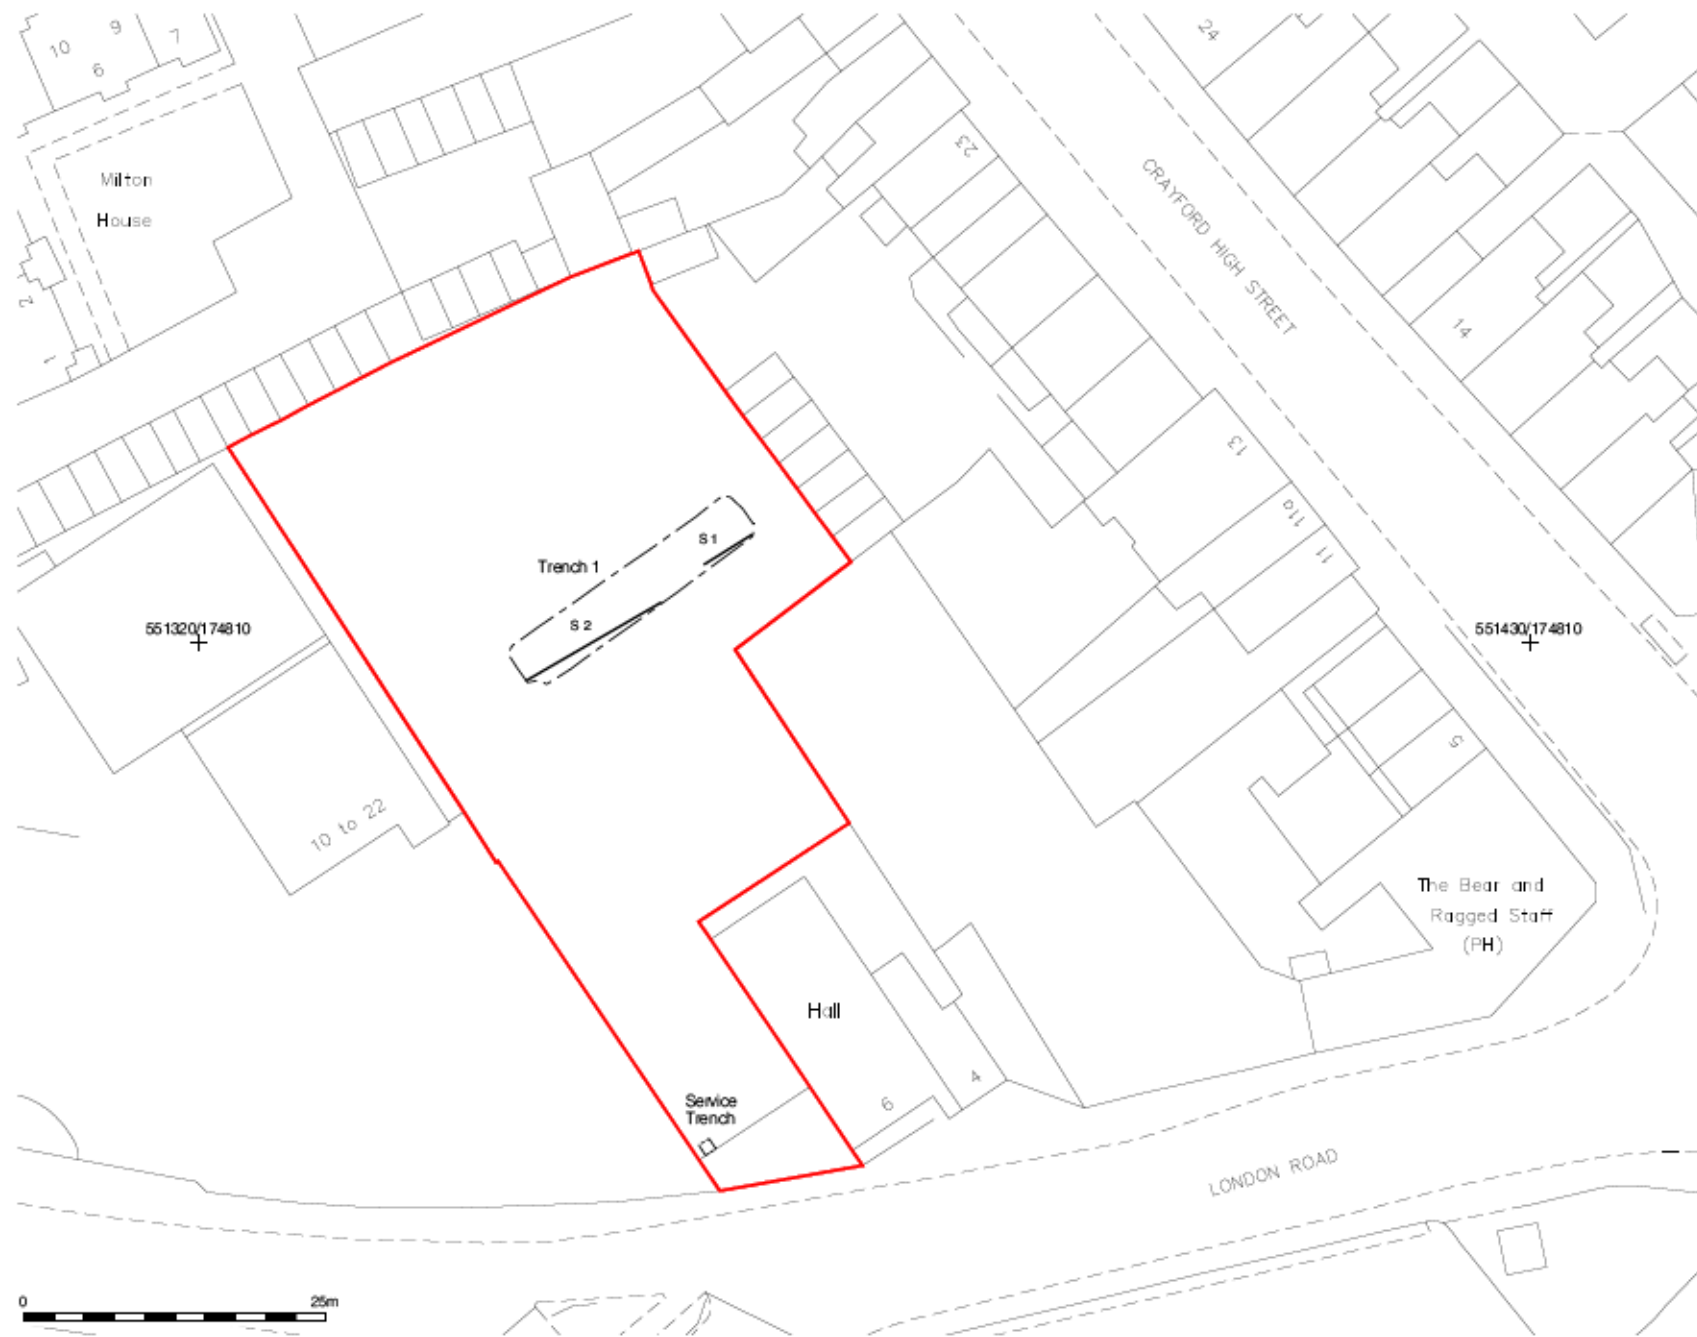 10
9
7
6
24
Milton
House
23
CRAYFORD HIGH STREET
2
1
14
13
11a
11
S 1
Trench 1
S 2
551320/174810
551430/174810
5
10 to 22
The Bear and
Ragged Staff
(PH)
Hall
4
6
Service
Trench
LONDON ROAD
0 25m